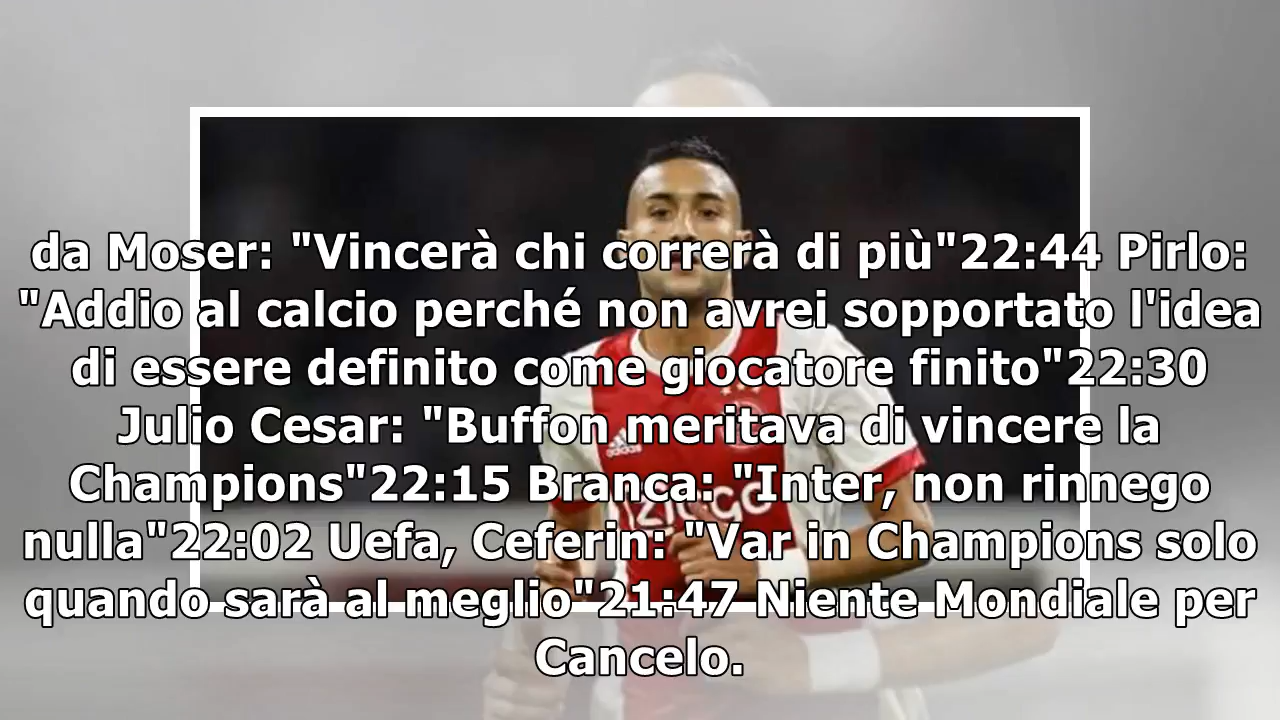 da Moser: "Vincerà chi correrà di più"22:44 Pirlo:
"Addio al calcio perché non avrei sopportato l'idea
di essere definito come giocatore finito"22:30
Julio Cesar: "Buffon meritava di vincere la
Champions"22:15 Branca: "Inter, non rinnego
nulla"22:02 Uefa, Ceferin: "Var in Champions solo
quando sarà al meglio"21:47 Niente Mondiale per
Cancelo.
adidas
ziggo